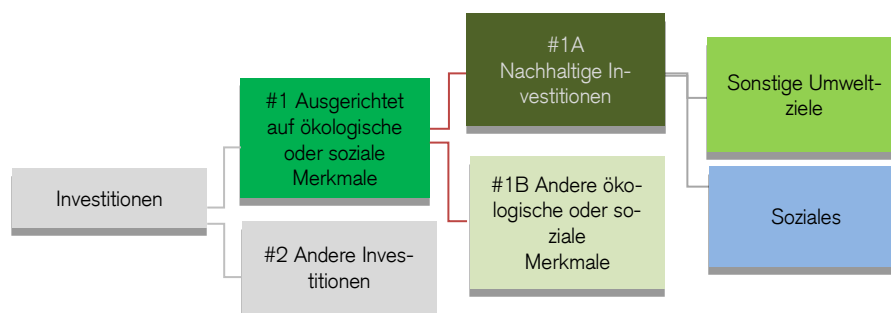 Investitionen
#1 Ausgerichtet
auf ökologische
oder soziale
Merkmale
#2 Andere Inves-
titionen
#1A
Nachhaltige In-
vestitionen
#1B Andere öko-
logische oder so-
ziale
Merkmale
Sonstige Umwelt-
ziele
Soziales